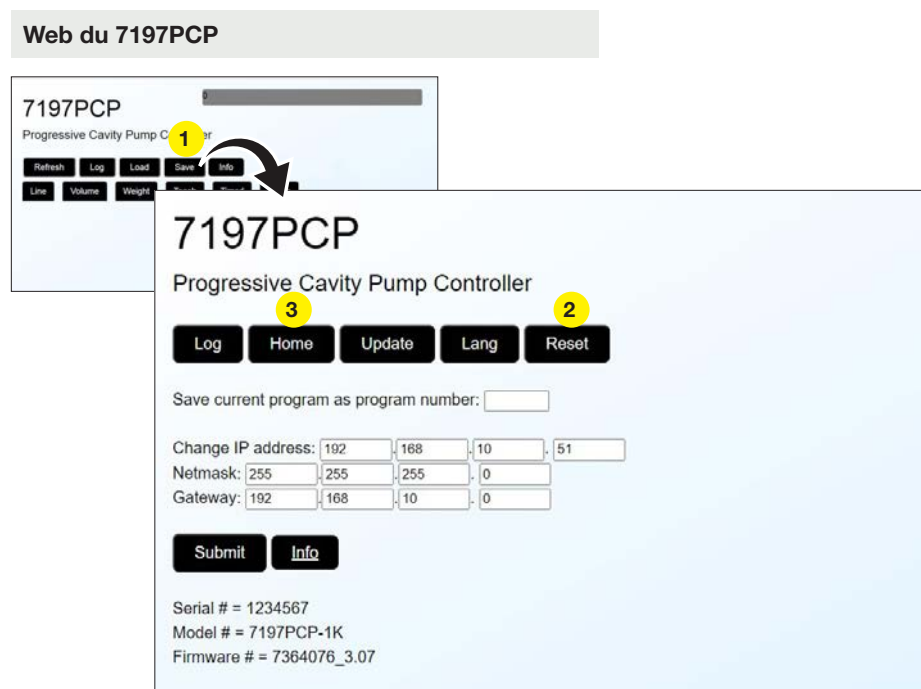 Web du 7197PCP
0
7197PCP
Progressive Cavity Pump C er
1
Refresh Log Load Save Info
Line Volume Weight
7197PCP
Progressive Cavity Pump Controller
3
2
Log Home Update Lang Reset
Save current program as program number:
Change IP address: 192 . 168 . 10 . 51
Netmask: 255 . 255 . 255 . 0
Gateway: 192 . 168 . 10 . 0
Submit Info
Serial # = 1234567
Model # = 7197PCP-1K
Firmware # = 7364076_3.07